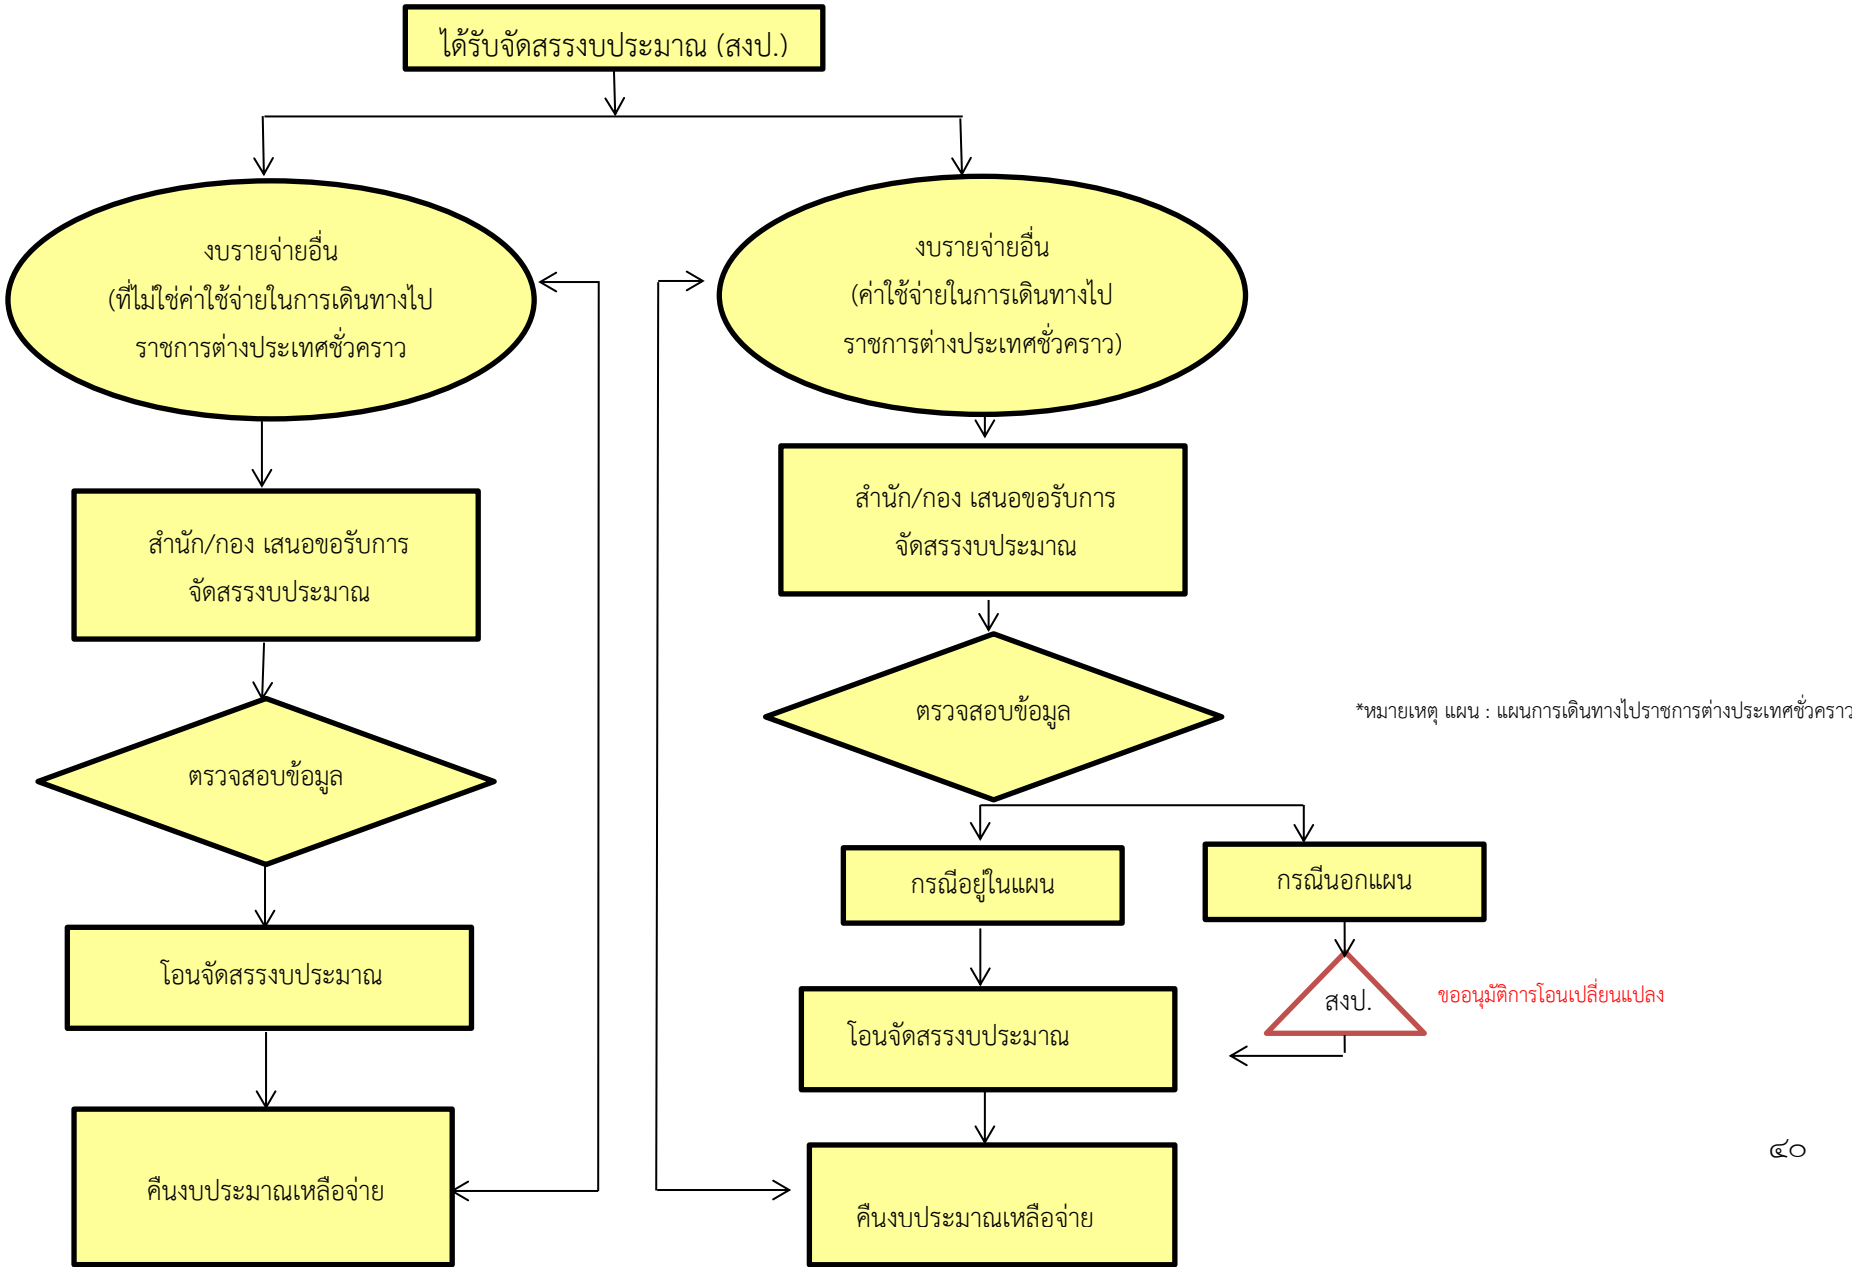 ได้รับจัดสรรงบประมาณ (สงป.)
งบรายจ่ายอื่น
(ที่ไม่ใช่ค่าใช้จ่ายในการเดินทางไป
ราชการต่างประเทศชั่วคราว
งบรายจ่ายอื่น
(ค่าใช้จ่ายในการเดินทางไป
ราชการต่างประเทศชั่วคราว)
สำนัก/กอง เสนอขอรับการ
จัดสรรงบประมาณ
สำนัก/กอง เสนอขอรับการ
จัดสรรงบประมาณ
ตรวจสอบข้อมูล
ตรวจสอบข้อมูล
*หมายเหตุ แผน : แผนการเดินทางไปราชการต่างประเทศชั่วคราว
กรณีอยู่ในแผน
กรณีนอกแผน
โอนจัดสรรงบประมาณ
โอนจัดสรรงบประมาณ
สงป.
ขออนุมัติการโอนเปลี่ยนแปลง
คืนงบประมาณเหลือจ่าย
คืนงบประมาณเหลือจ่าย
๔๐